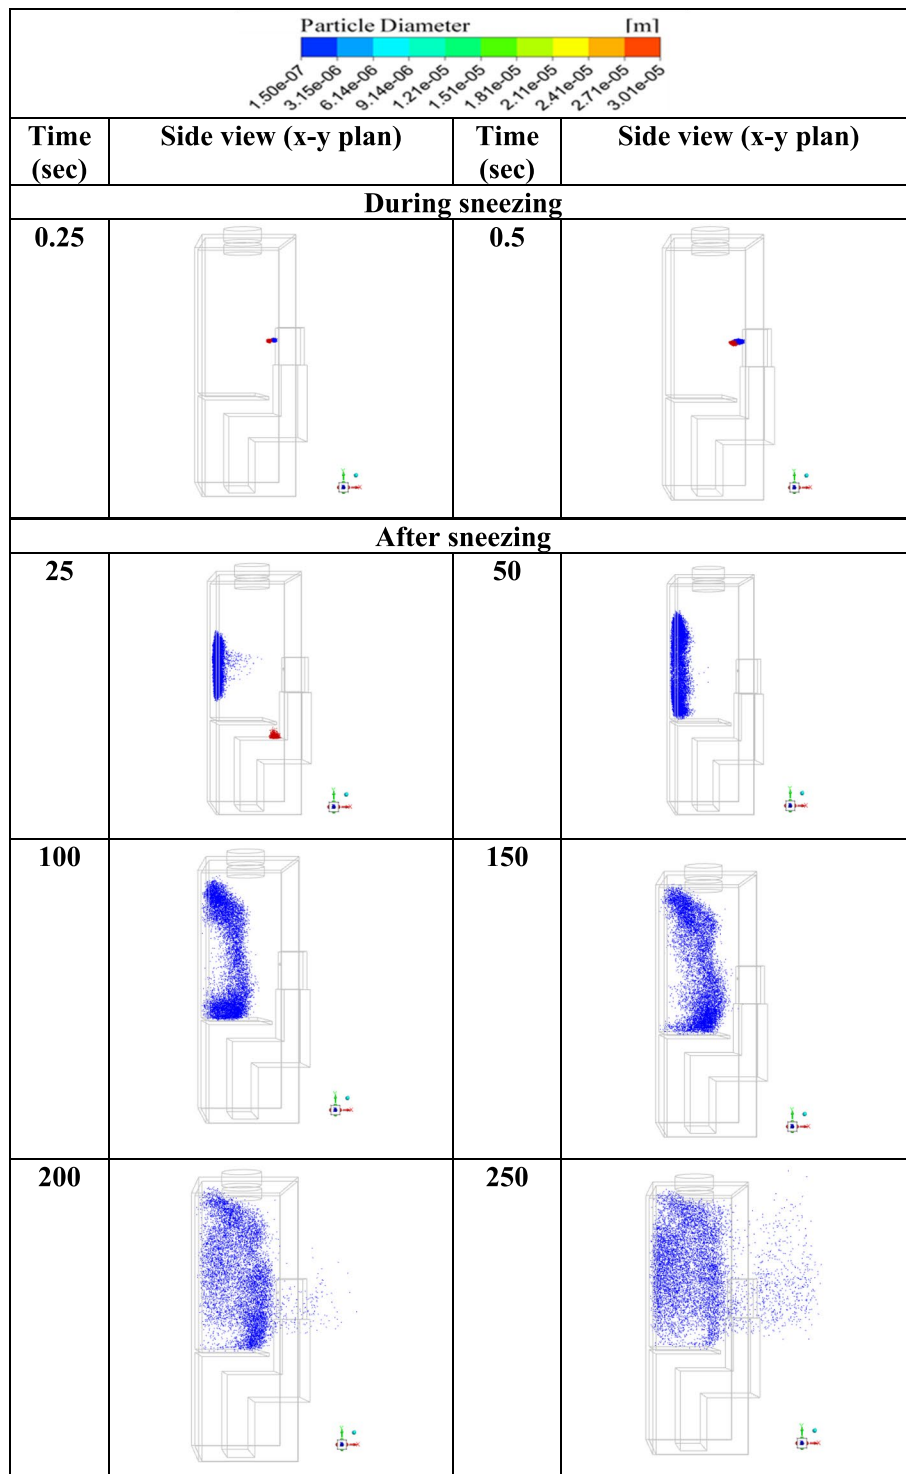 Particle Diameter [m]
1.50e-07 3.15e-06 6.14e-06 9.14e-06 1.21e-05 1.51e-05 1.81e-05 2.11e-05 2.41e-05 2.71e-05 3.01e-05
Time (sec) Side view (x-y plan) Time (sec) Side view (x-y plan)
During sneezing
0.25 0.5
After sneezing
25 50
100 150
200 250